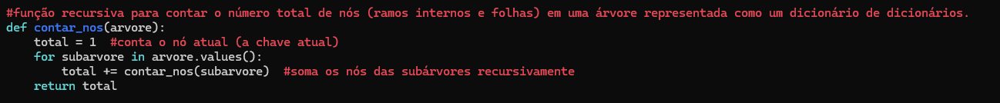 #função recursiva para contar o número total de nós (ramos internos e folhas) em uma árvore representada como um dicionário de dicionários.
def contar_nos(arvore):
    total = 1  #conta o nó atual (a chave atual)
    for subarvore in arvore.values():
        total += contar_nos(subarvore)  #soma os nós das subárvores recursivamente
    return total